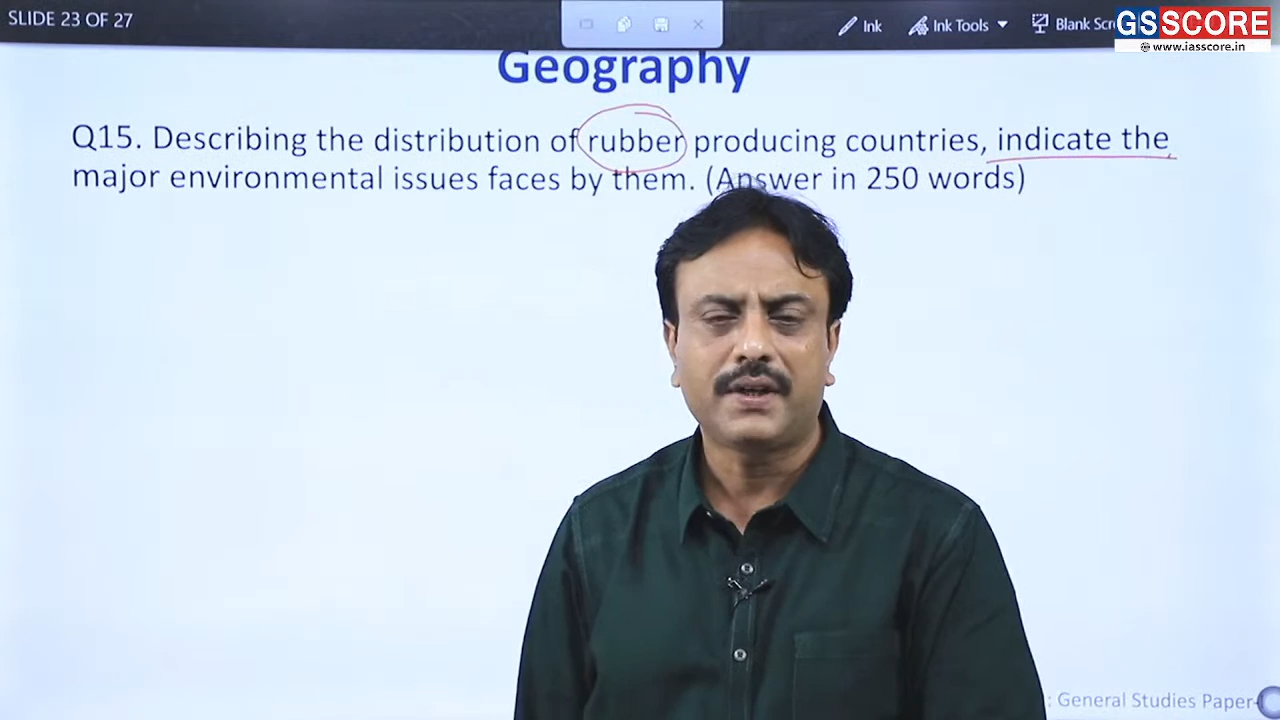 SLIDE 23 OF 27
Ink
Ink Tools
Blank Scr
GSSCORE
www.iasscore.in
Geography
Q15. Describing the distribution of rubber producing countries, indicate the
major environmental issues faces by them. (Answer in 250 words)
: General Studies Paper-I